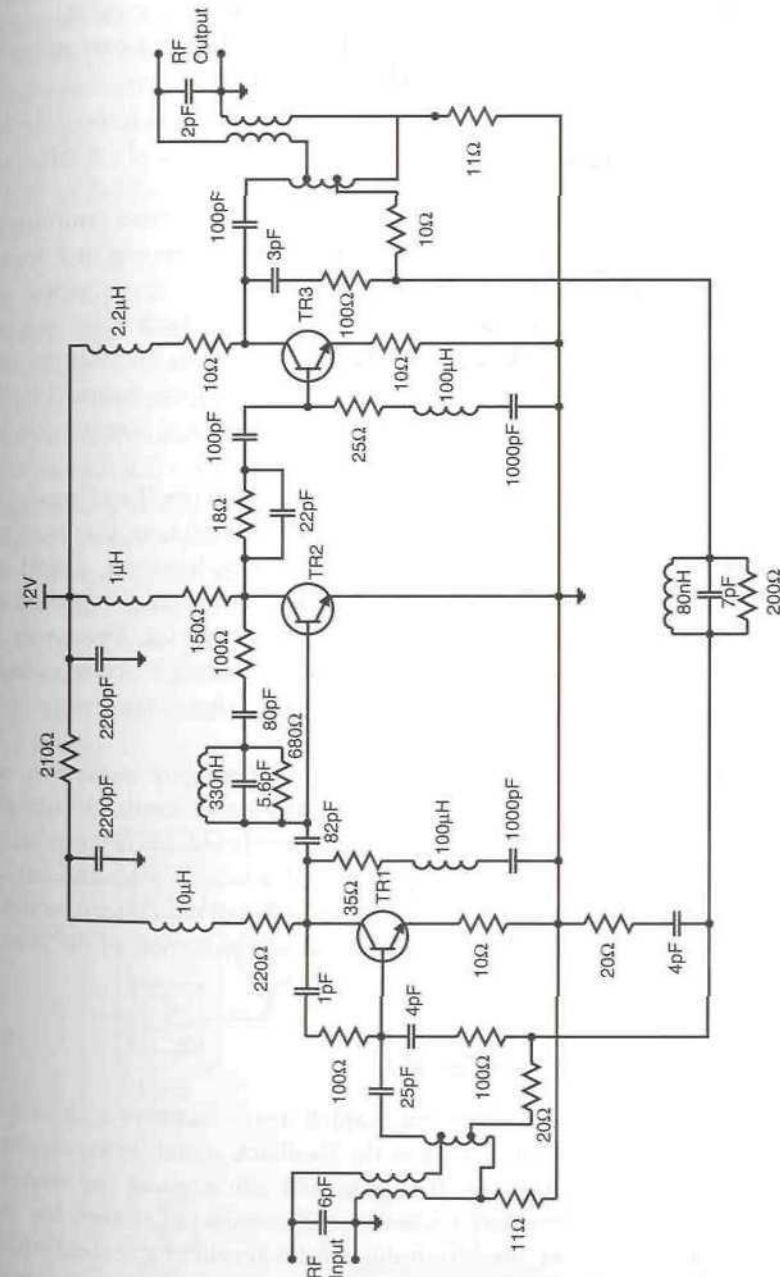 12V
210Ω
2200pF
2200pF
10μH
1μH
2.2μH
220Ω
150Ω
10Ω
330nH
5.6pF
680Ω
80pF
100Ω
18Ω
22pF
100pF
100pF
3pF
100Ω
2pF
RF
Output
11Ω
10Ω
1pF
100Ω
82pF
TR1
TR2
TR3
35Ω
100μH
1000pF
25Ω
100μH
1000pF
10Ω
10Ω
25pF
4pF
100Ω
20Ω
6pF
RF
Input
11Ω
20Ω
4pF
80nH
7pF
200Ω